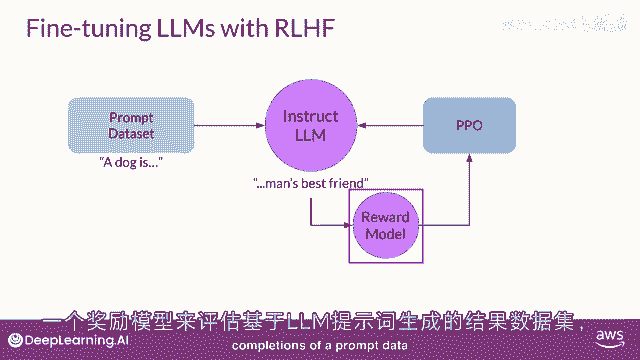 Fine-tuning LLMs with RLHF
Prompt
Dataset
Instruct
LLM
PPO
"A dog is..."
"...man's best friend"
Reward
Model
一个奖励模型来评估基于LLM提示词生成的结果数据集，
completions of a prompt data
DeepLearning.AI
aws